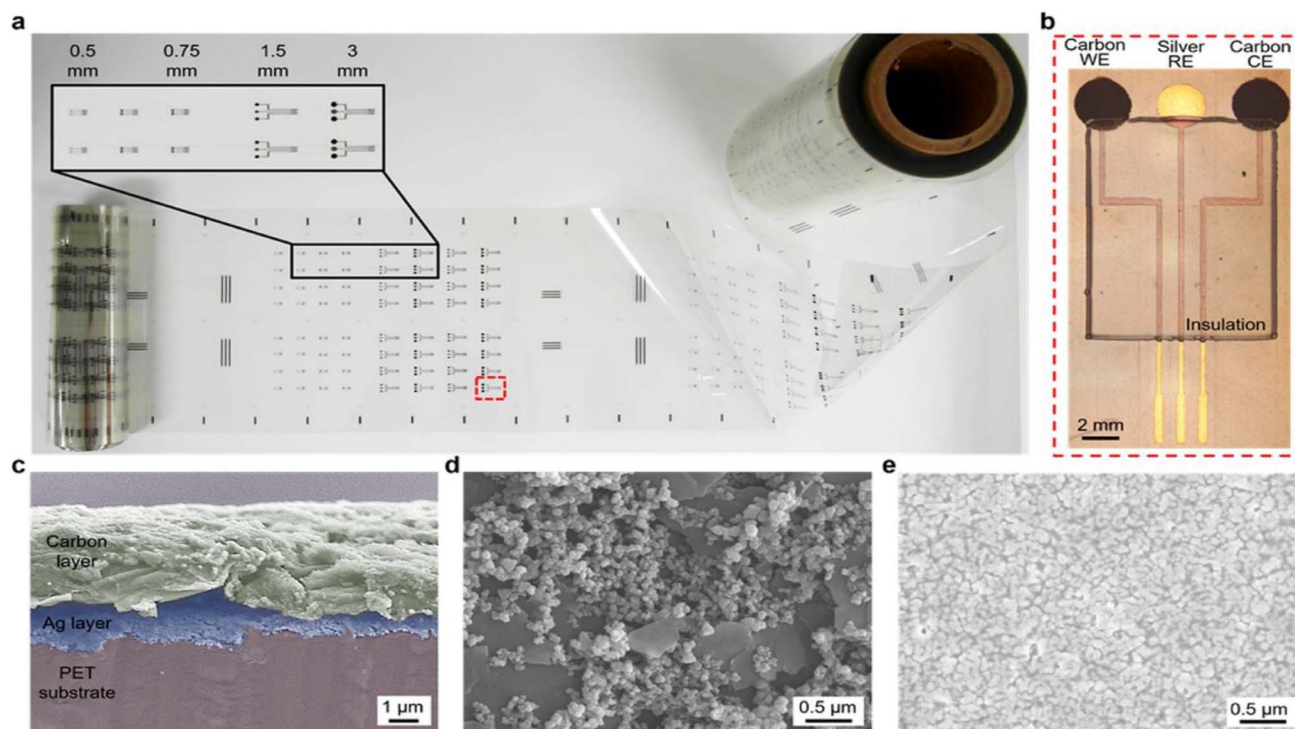 a
0.5
mm
0.75
mm
1.5
mm
3
mm
b
Carbon
WE
Silver
RE
Carbon
CE
Insulation
2 mm
c
Carbon
layer
Ag layer
PET
substrate
1 µm
d
0.5 µm
e
0.5 µm